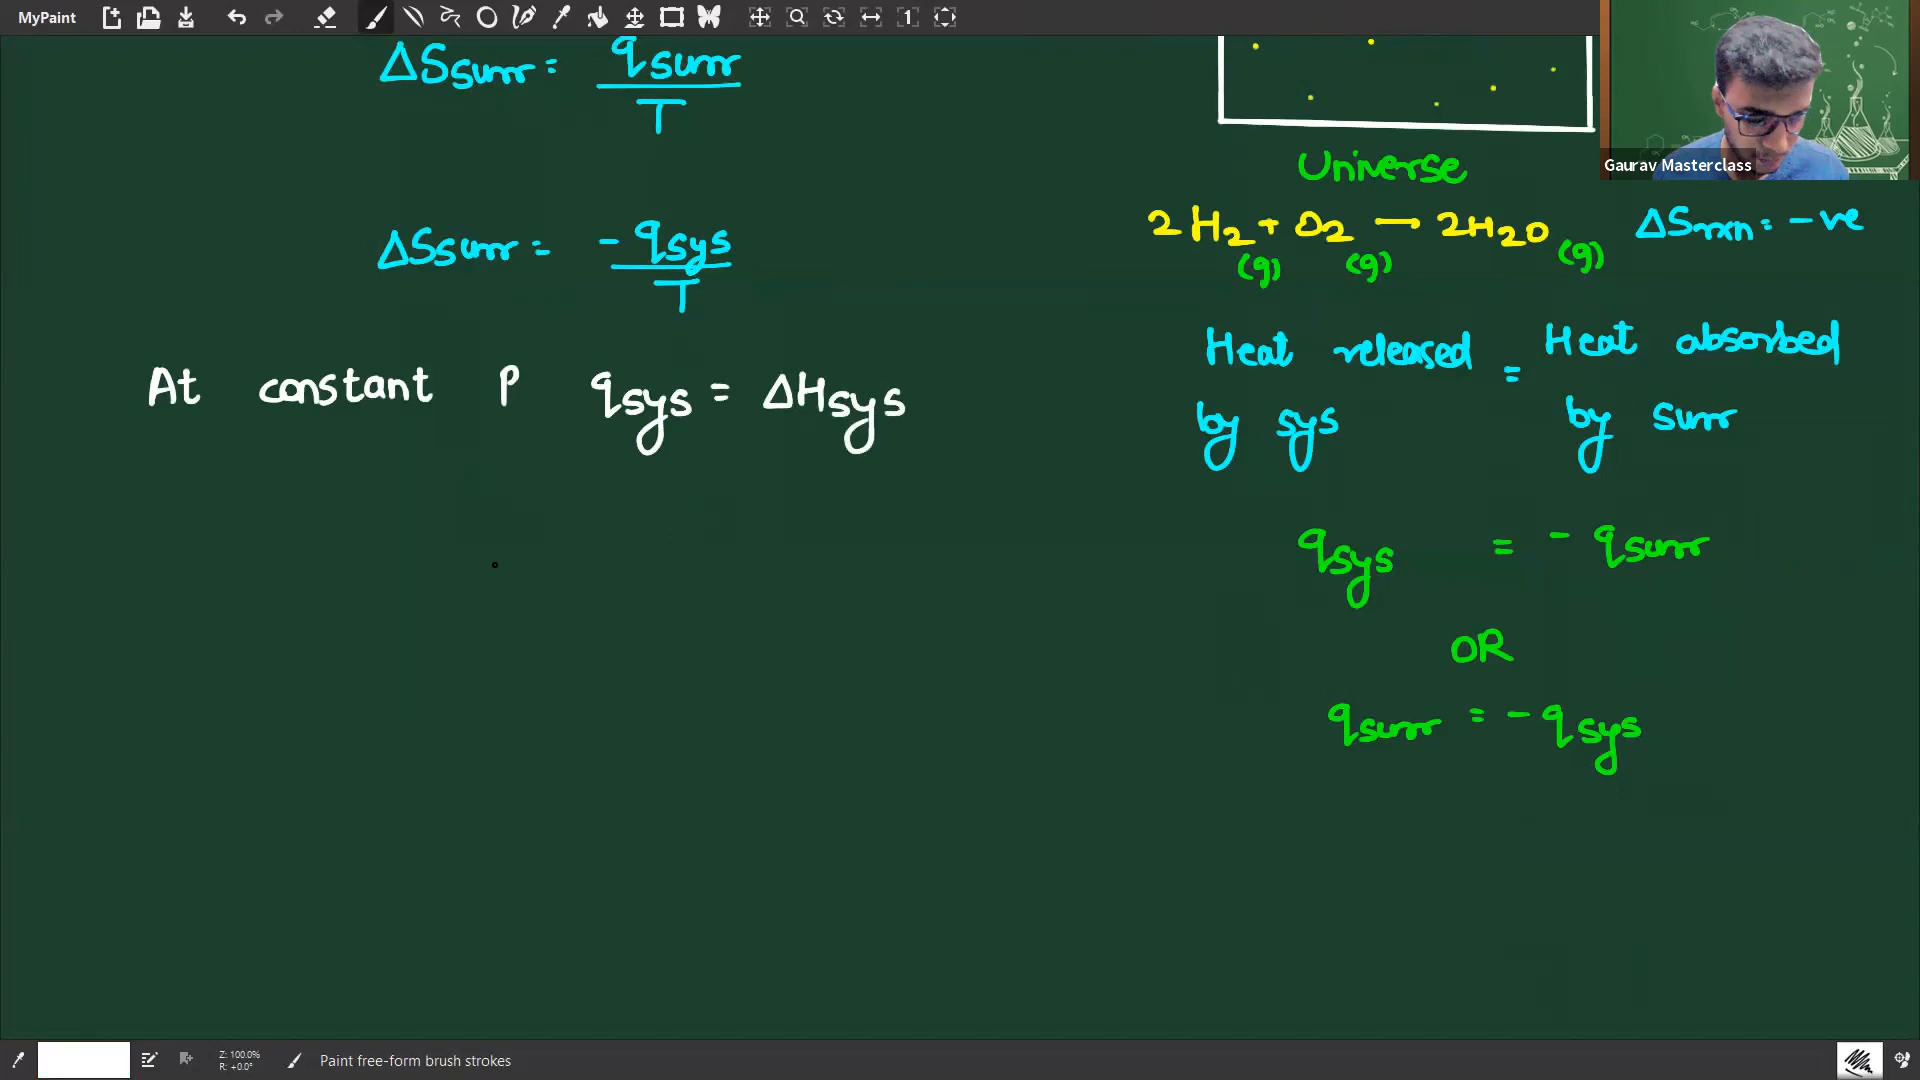 MyPaint
ΔSsurr = qsurr / T
ΔSsurr = -qsys / T
At constant P qsys = ΔHsys
Universe
2H2 + O2 → 2H2O ΔSrxn = -ve
(g) (g) (g)
Heat released = Heat absorbed
by sys by surr
qsys = - qsurr
OR
qsurr = - qsys
Gaurav Masterclass
Z: 100.0%
R: +0.0°
Paint free-form brush strokes